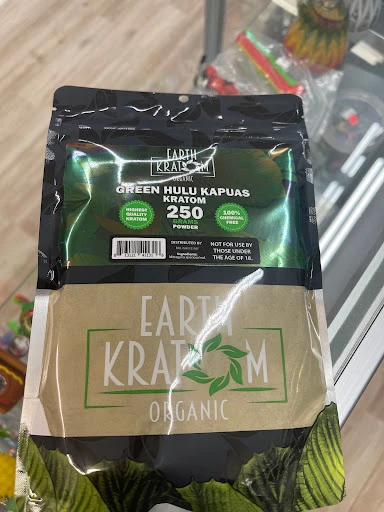 EARTH
KRATOM
ORGANIC
GREEN HULU KAPUAS
KRATOM
HIGHEST
QUALITY
KRATOM
250
GRAMS
POWDER
100%
CHEMICAL
FREE
DISTRIBUTED BY
Ingredients:
NOT FOR USE BY
THOSE UNDER
THE AGE OF 18.
EARTH
KRATOM
ORGANIC